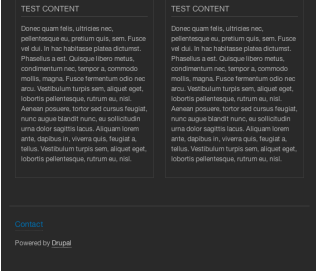 TEST CONTENT
Donec quam felis, ultricies nec,
pellentesque eu, pretium quis, sem. Fusce
vel dui. In hac habitasse platea dictumst.
Phasellus a est. Quisque libero metus,
condimentum nec, tempor a, commodo
mollis, magna. Fusce fermentum odio nec
arcu. Vestibulum turpis sem, aliquet eget,
lobortis pellentesque, rutrum eu, nisl.
Aenean posuere, tortor sed cursus feugiat,
nunc augue blandit nunc, eu sollicitudin
urna dolor sagittis lacus. Aliquam lorem
ante, dapibus in, viverra quis, feugiat a,
tellus. Vestibulum turpis sem, aliquet eget,
lobortis pellentesque, rutrum eu, nisl.
TEST CONTENT
Donec quam felis, ultricies nec,
pellentesque eu, pretium quis, sem. Fusce
vel dui. In hac habitasse platea dictumst.
Phasellus a est. Quisque libero metus,
condimentum nec, tempor a, commodo
mollis, magna. Fusce fermentum odio nec
arcu. Vestibulum turpis sem, aliquet eget,
lobortis pellentesque, rutrum eu, nisl.
Aenean posuere, tortor sed cursus feugiat,
nunc augue blandit nunc, eu sollicitudin
urna dolor sagittis lacus. Aliquam lorem
ante, dapibus in, viverra quis, feugiat a,
tellus. Vestibulum turpis sem, aliquet eget,
lobortis pellentesque, rutrum eu, nisl.
Contact
Powered by Drupal